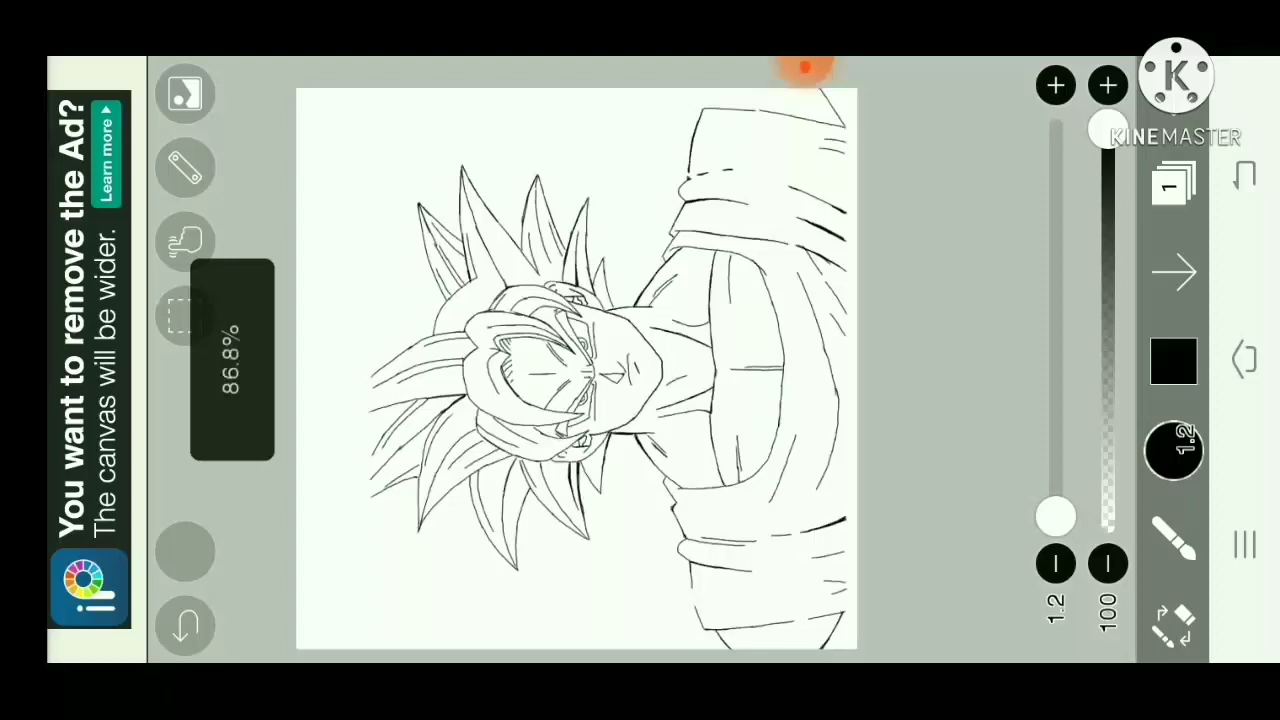 You want to remove the Ad?
Learn more
The canvas will be wider.
86.8%
1
1.2
1.2
100
KINEMASTER
K